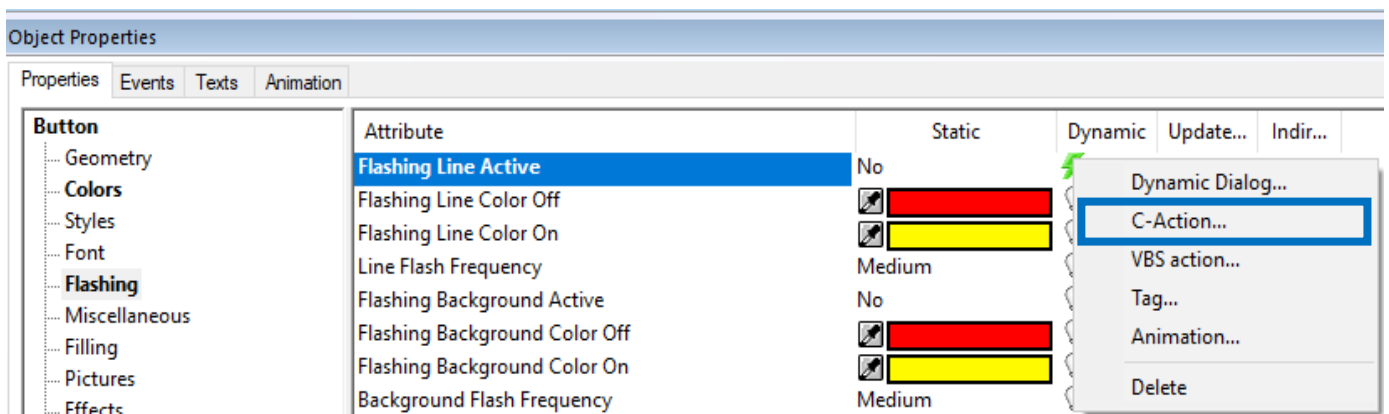 Object Properties
Properties Events Texts Animation
Button
Geometry
Colors
Styles
Font
Flashing
Miscellaneous
Filling
Pictures
Effects
Attribute Static Dynamic Update... Indir...
Flashing Line Active No
Flashing Line Color Off
Flashing Line Color On
Line Flash Frequency Medium
Flashing Background Active No
Flashing Background Color Off
Flashing Background Color On
Background Flash Frequency Medium
Dynamic Dialog...
C-Action...
VBS action...
Tag...
Animation...
Delete